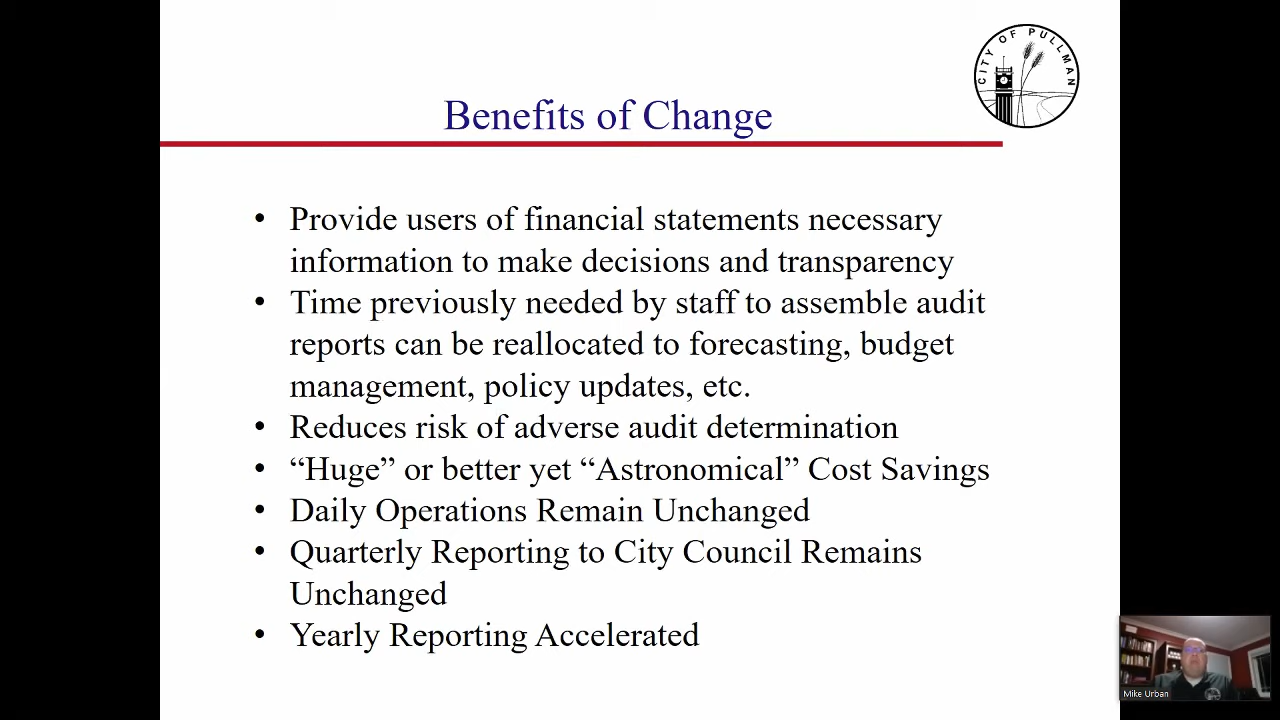 CITY OF PULLMAN
Benefits of Change
• Provide users of financial statements necessary
information to make decisions and transparency
• Time previously needed by staff to assemble audit
reports can be reallocated to forecasting, budget
management, policy updates, etc.
• Reduces risk of adverse audit determination
• “Huge” or better yet “Astronomical” Cost Savings
• Daily Operations Remain Unchanged
• Quarterly Reporting to City Council Remains
Unchanged
• Yearly Reporting Accelerated
Mike Urban